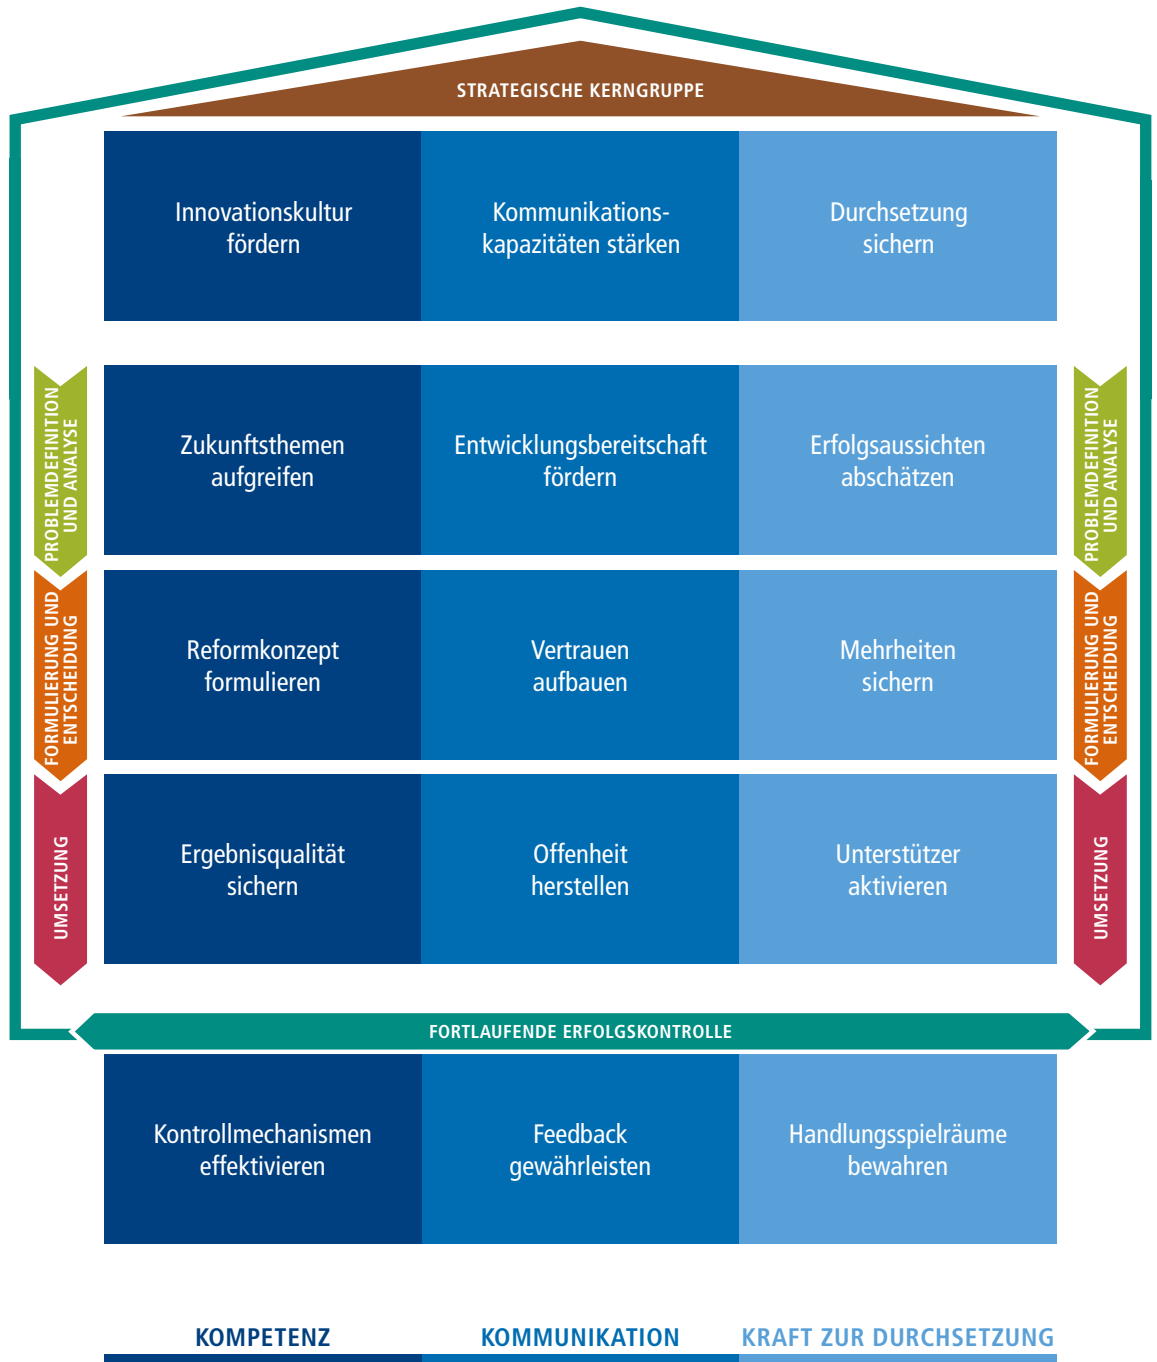 STRATEGISCHE KERNGRUPPE
Innovationskultur
fördern
Kommunikations-
kapazitäten stärken
Durchsetzung
sichern
PROBLEMDEFINITION
UND ANALYSE
Zukunftsthemen
aufgreifen
Entwicklungsbereitschaft
fördern
Erfolgsaussichten
abschätzen
PROBLEMDEFINITION
UND ANALYSE
FORMULIERUNG UND
ENTSCHEIDUNG
Reformkonzept
formulieren
Vertrauen
aufbauen
Mehrheiten
sichern
FORMULIERUNG UND
ENTSCHEIDUNG
UMSETZUNG
Ergebnisqualität
sichern
Offenheit
herstellen
Unterstützer
aktivieren
UMSETZUNG
FORTLAUFENDE ERFOLGSKONTROLLE
Kontrollmechanismen
effektivieren
Feedback
gewährleisten
Handlungsspielräume
bewahren
KOMPETENZ
KOMMUNIKATION
KRAFT ZUR DURCHSETZUNG